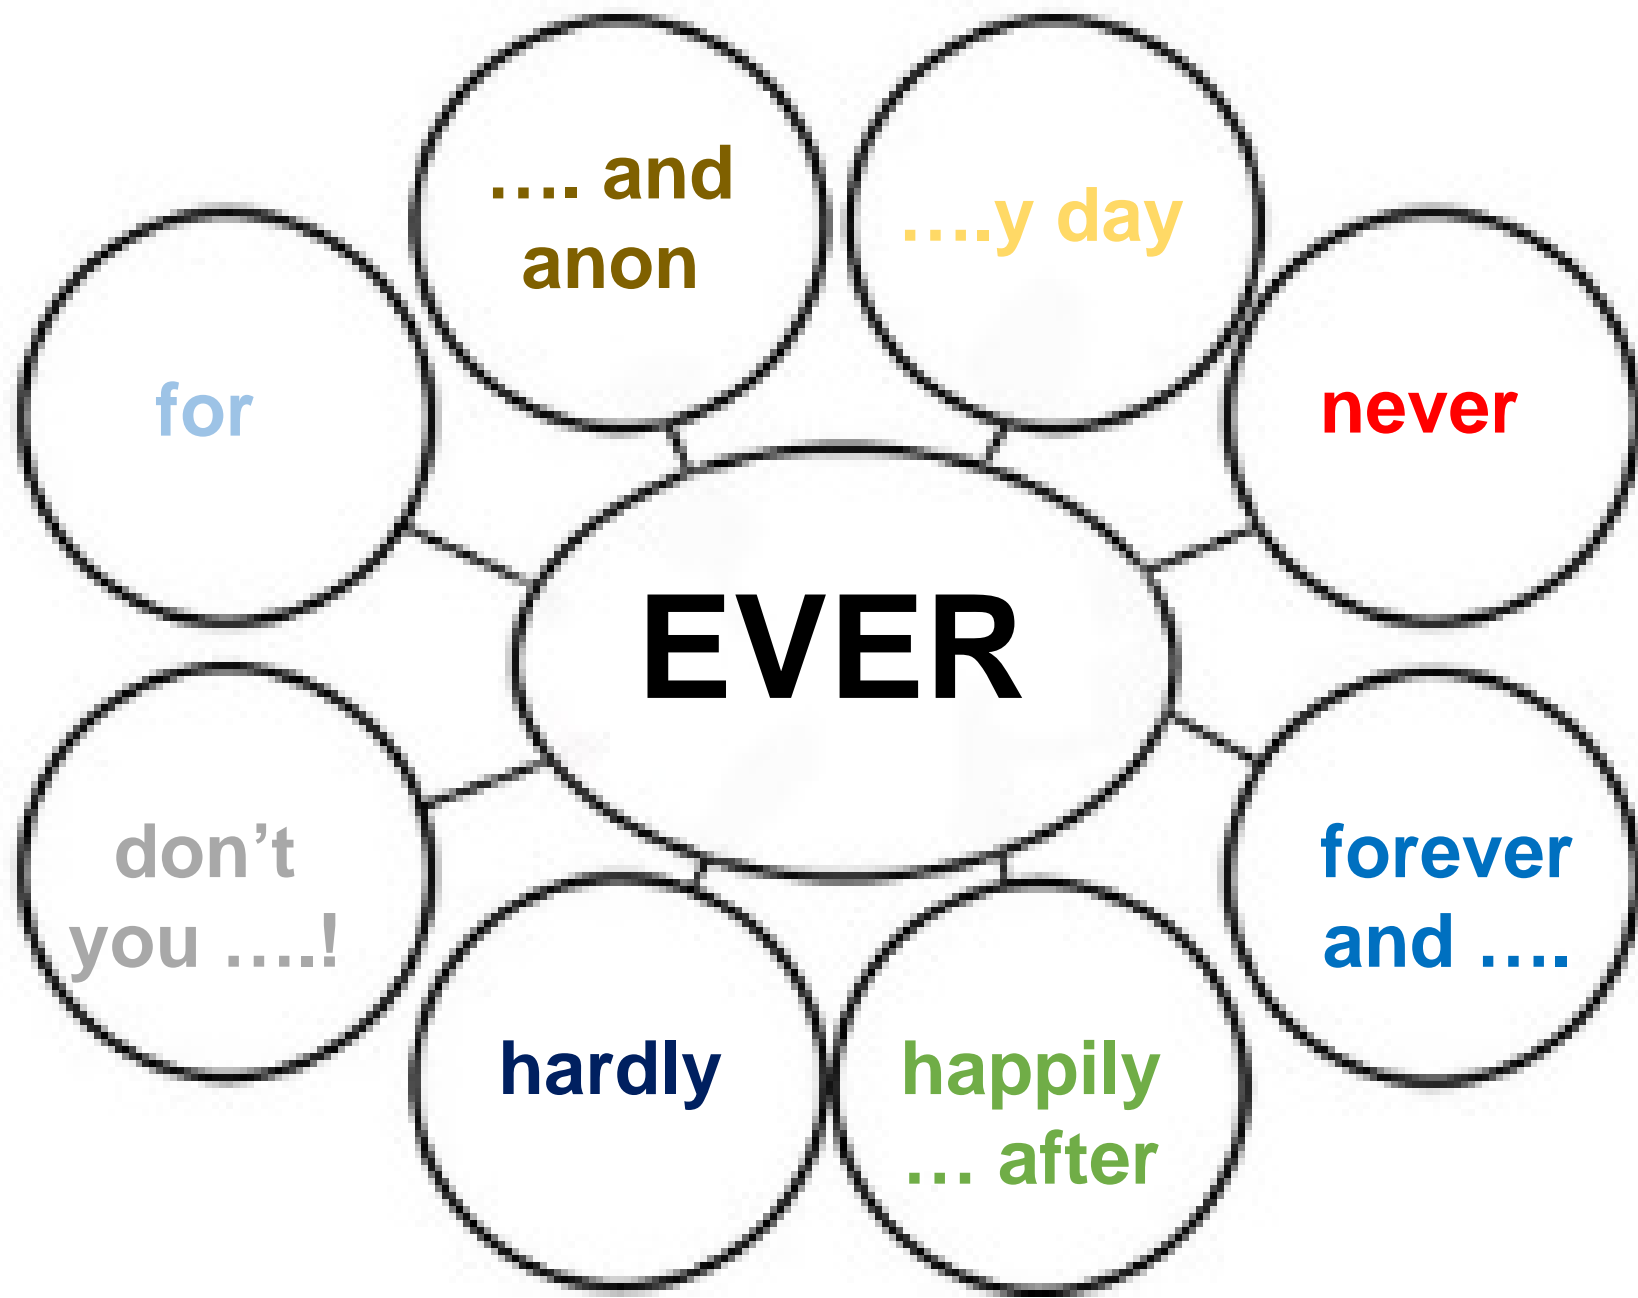 …. and
anon
….y day
for
never
EVER
don’t
you ….!
forever
and ….
hardly
happily
… after